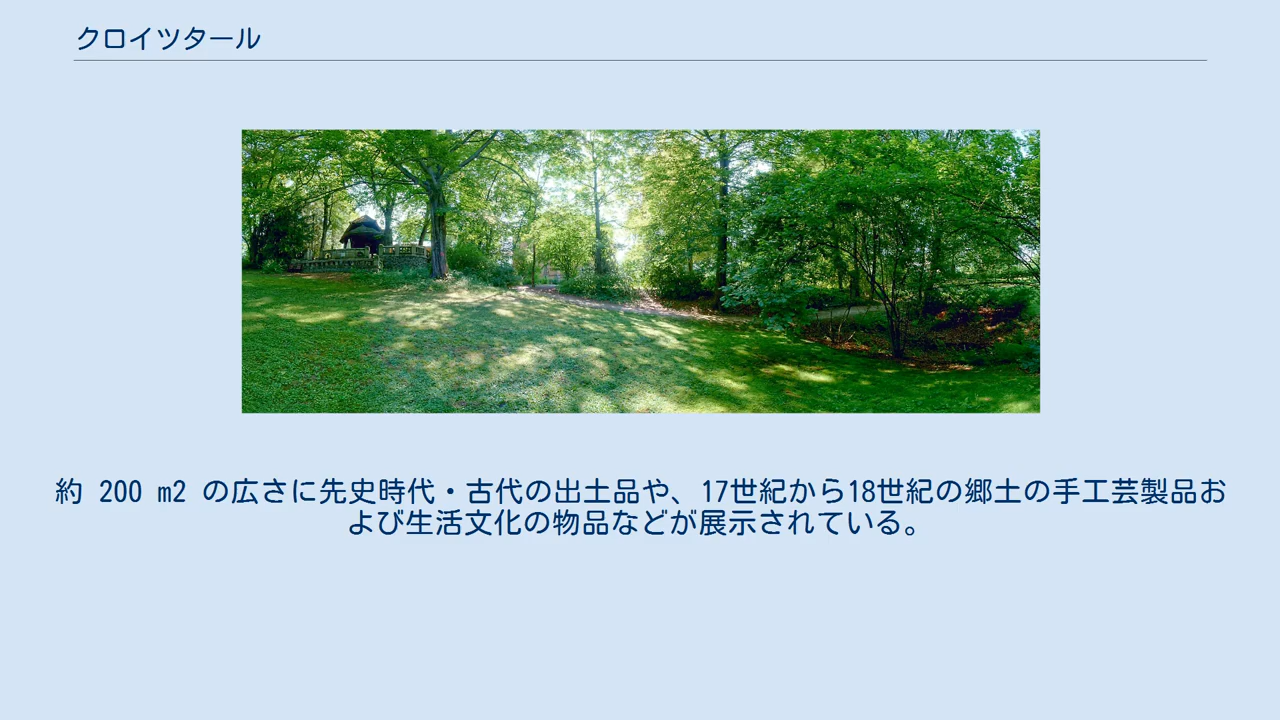 クロイツタール
約 200 m2 の広さに先史時代・古代の出土品や、17世紀から18世紀の郷土の手工芸製品お
よび生活文化の物品などが展示されている。